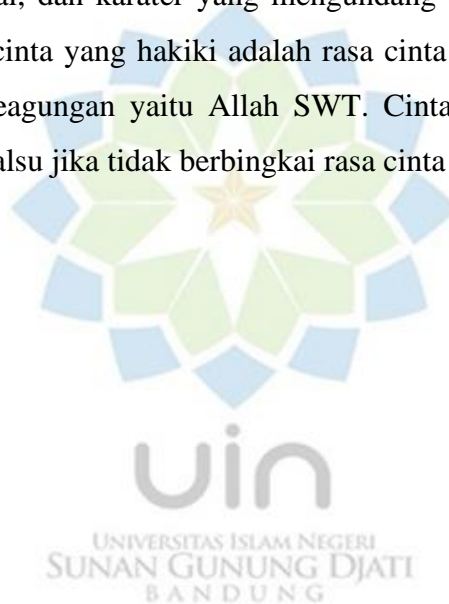 dan karater yang mengundang
cinta yang hakiki adalah rasa cinta
eagungan yaitu Allah SWT. Cinta
alsu jika tidak berbingkai rasa cinta
uin
UNIVERSITAS ISLAM NEGERI
SUNAN GUNUNG DJATI
BANDUNG